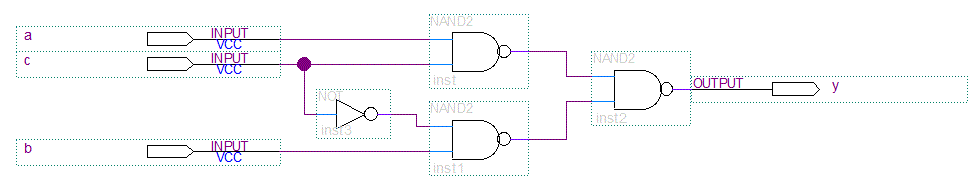 NAND2
a INPUT
VCC
c INPUT
VCC
inst
NAND2
OUTPUT y
inst2
NOT
inst3
NAND2
b INPUT
VCC
inst1